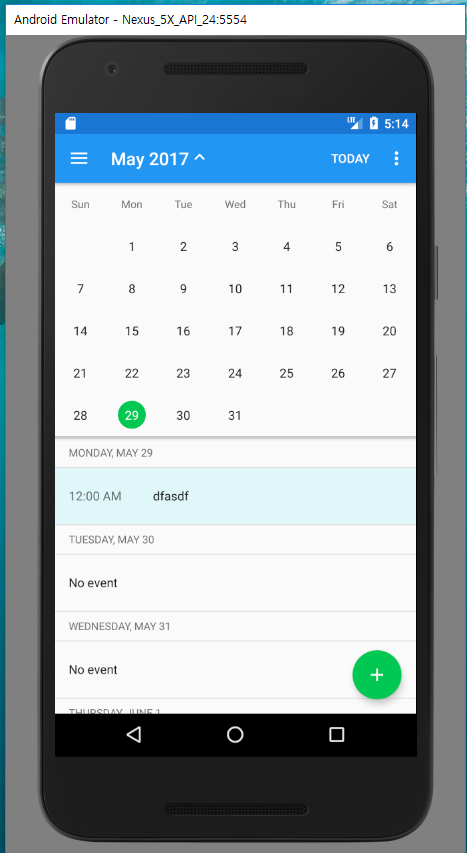 Android Emulator - Nexus_5X_API_24:5554
LTE 5:14
May 2017 TODAY
Sun Mon Tue Wed Thu Fri Sat
1 2 3 4 5 6
7 8 9 10 11 12 13
14 15 16 17 18 19 20
21 22 23 24 25 26 27
28 29 30 31
MONDAY, MAY 29
12:00 AM dfasdf
TUESDAY, MAY 30
No event
WEDNESDAY, MAY 31
No event
THURSDAY, JUNE 1